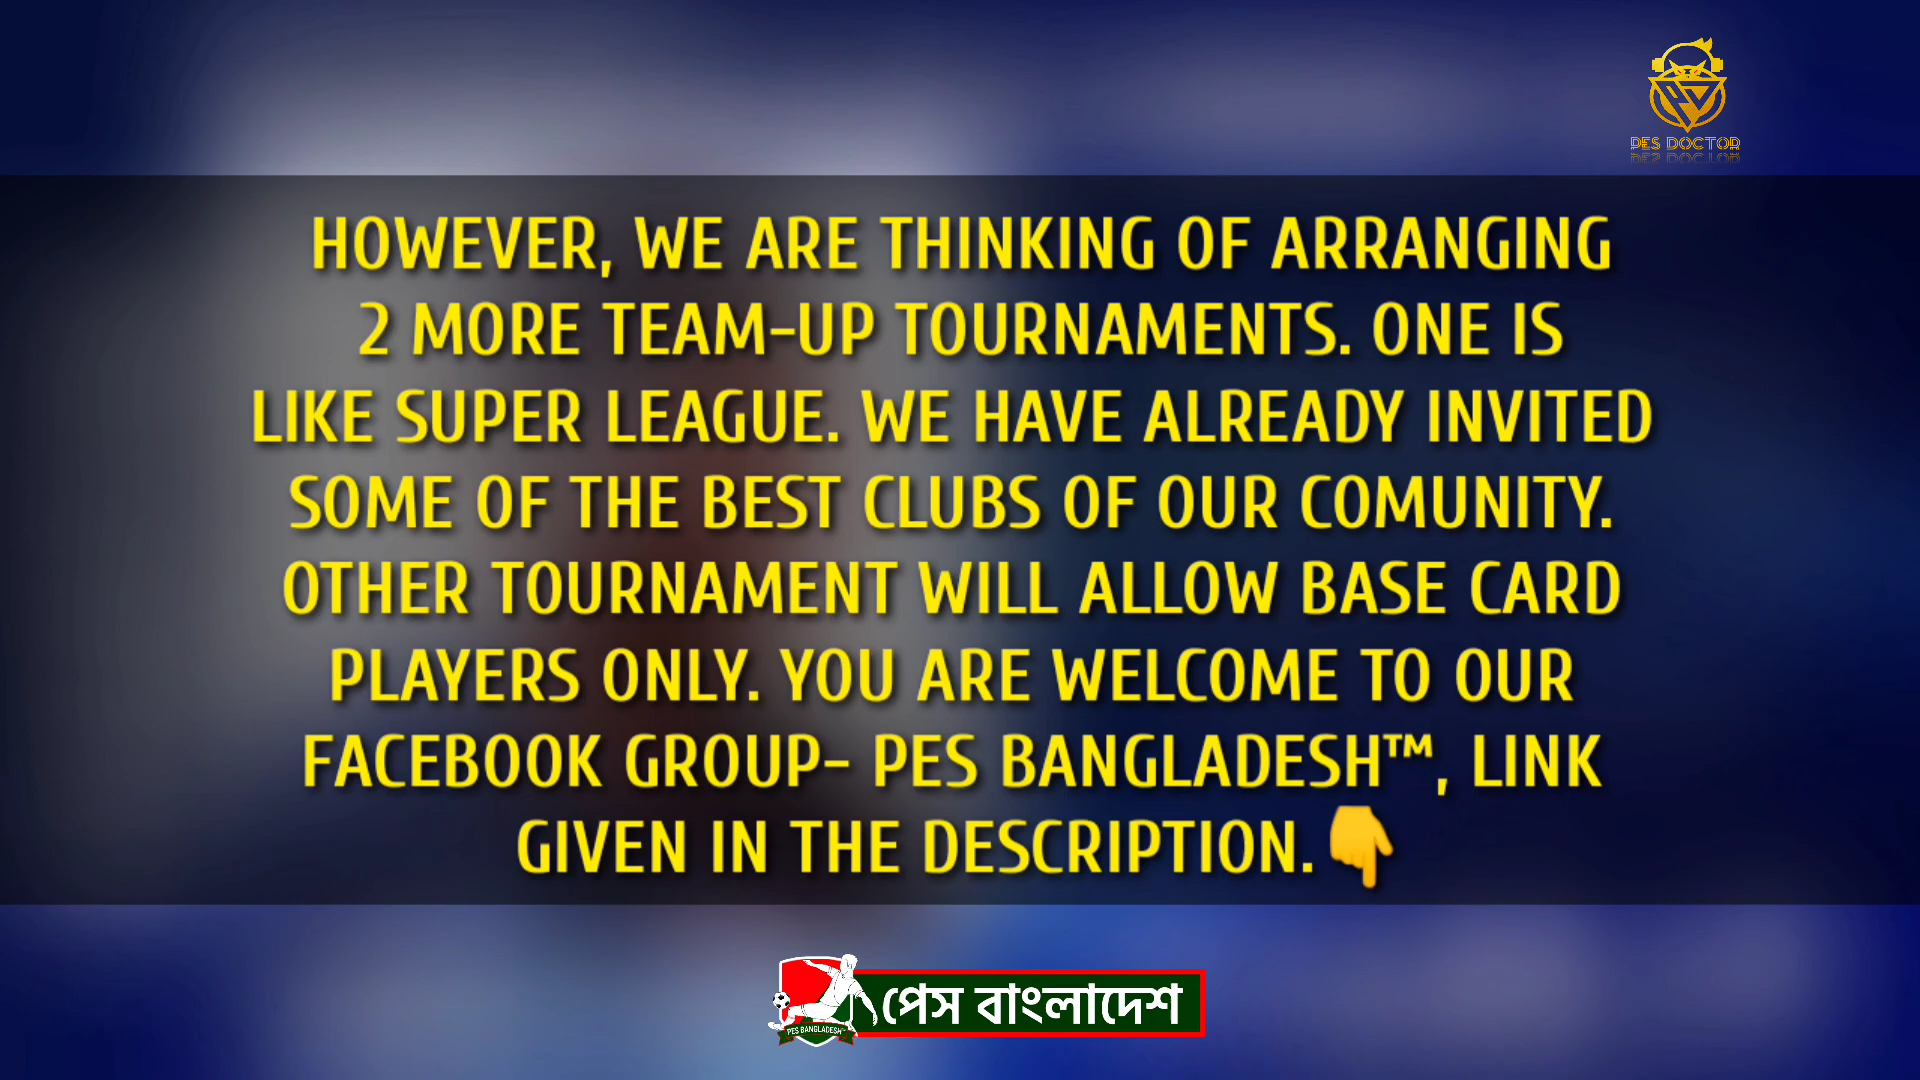 PES DOCTOR
HOWEVER, WE ARE THINKING OF ARRANGING
2 MORE TEAM-UP TOURNAMENTS. ONE IS
LIKE SUPER LEAGUE. WE HAVE ALREADY INVITED
SOME OF THE BEST CLUBS OF OUR COMUNITY.
OTHER TOURNAMENT WILL ALLOW BASE CARD
PLAYERS ONLY. YOU ARE WELCOME TO OUR
FACEBOOK GROUP- PES BANGLADESH™, LINK
GIVEN IN THE DESCRIPTION.👇
পেস বাংলাদেশ
PES BANGLADESH™